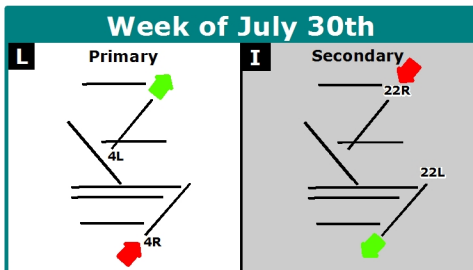 Week of July 30th
L Primary I Secondary
22R
4L
22L
4R